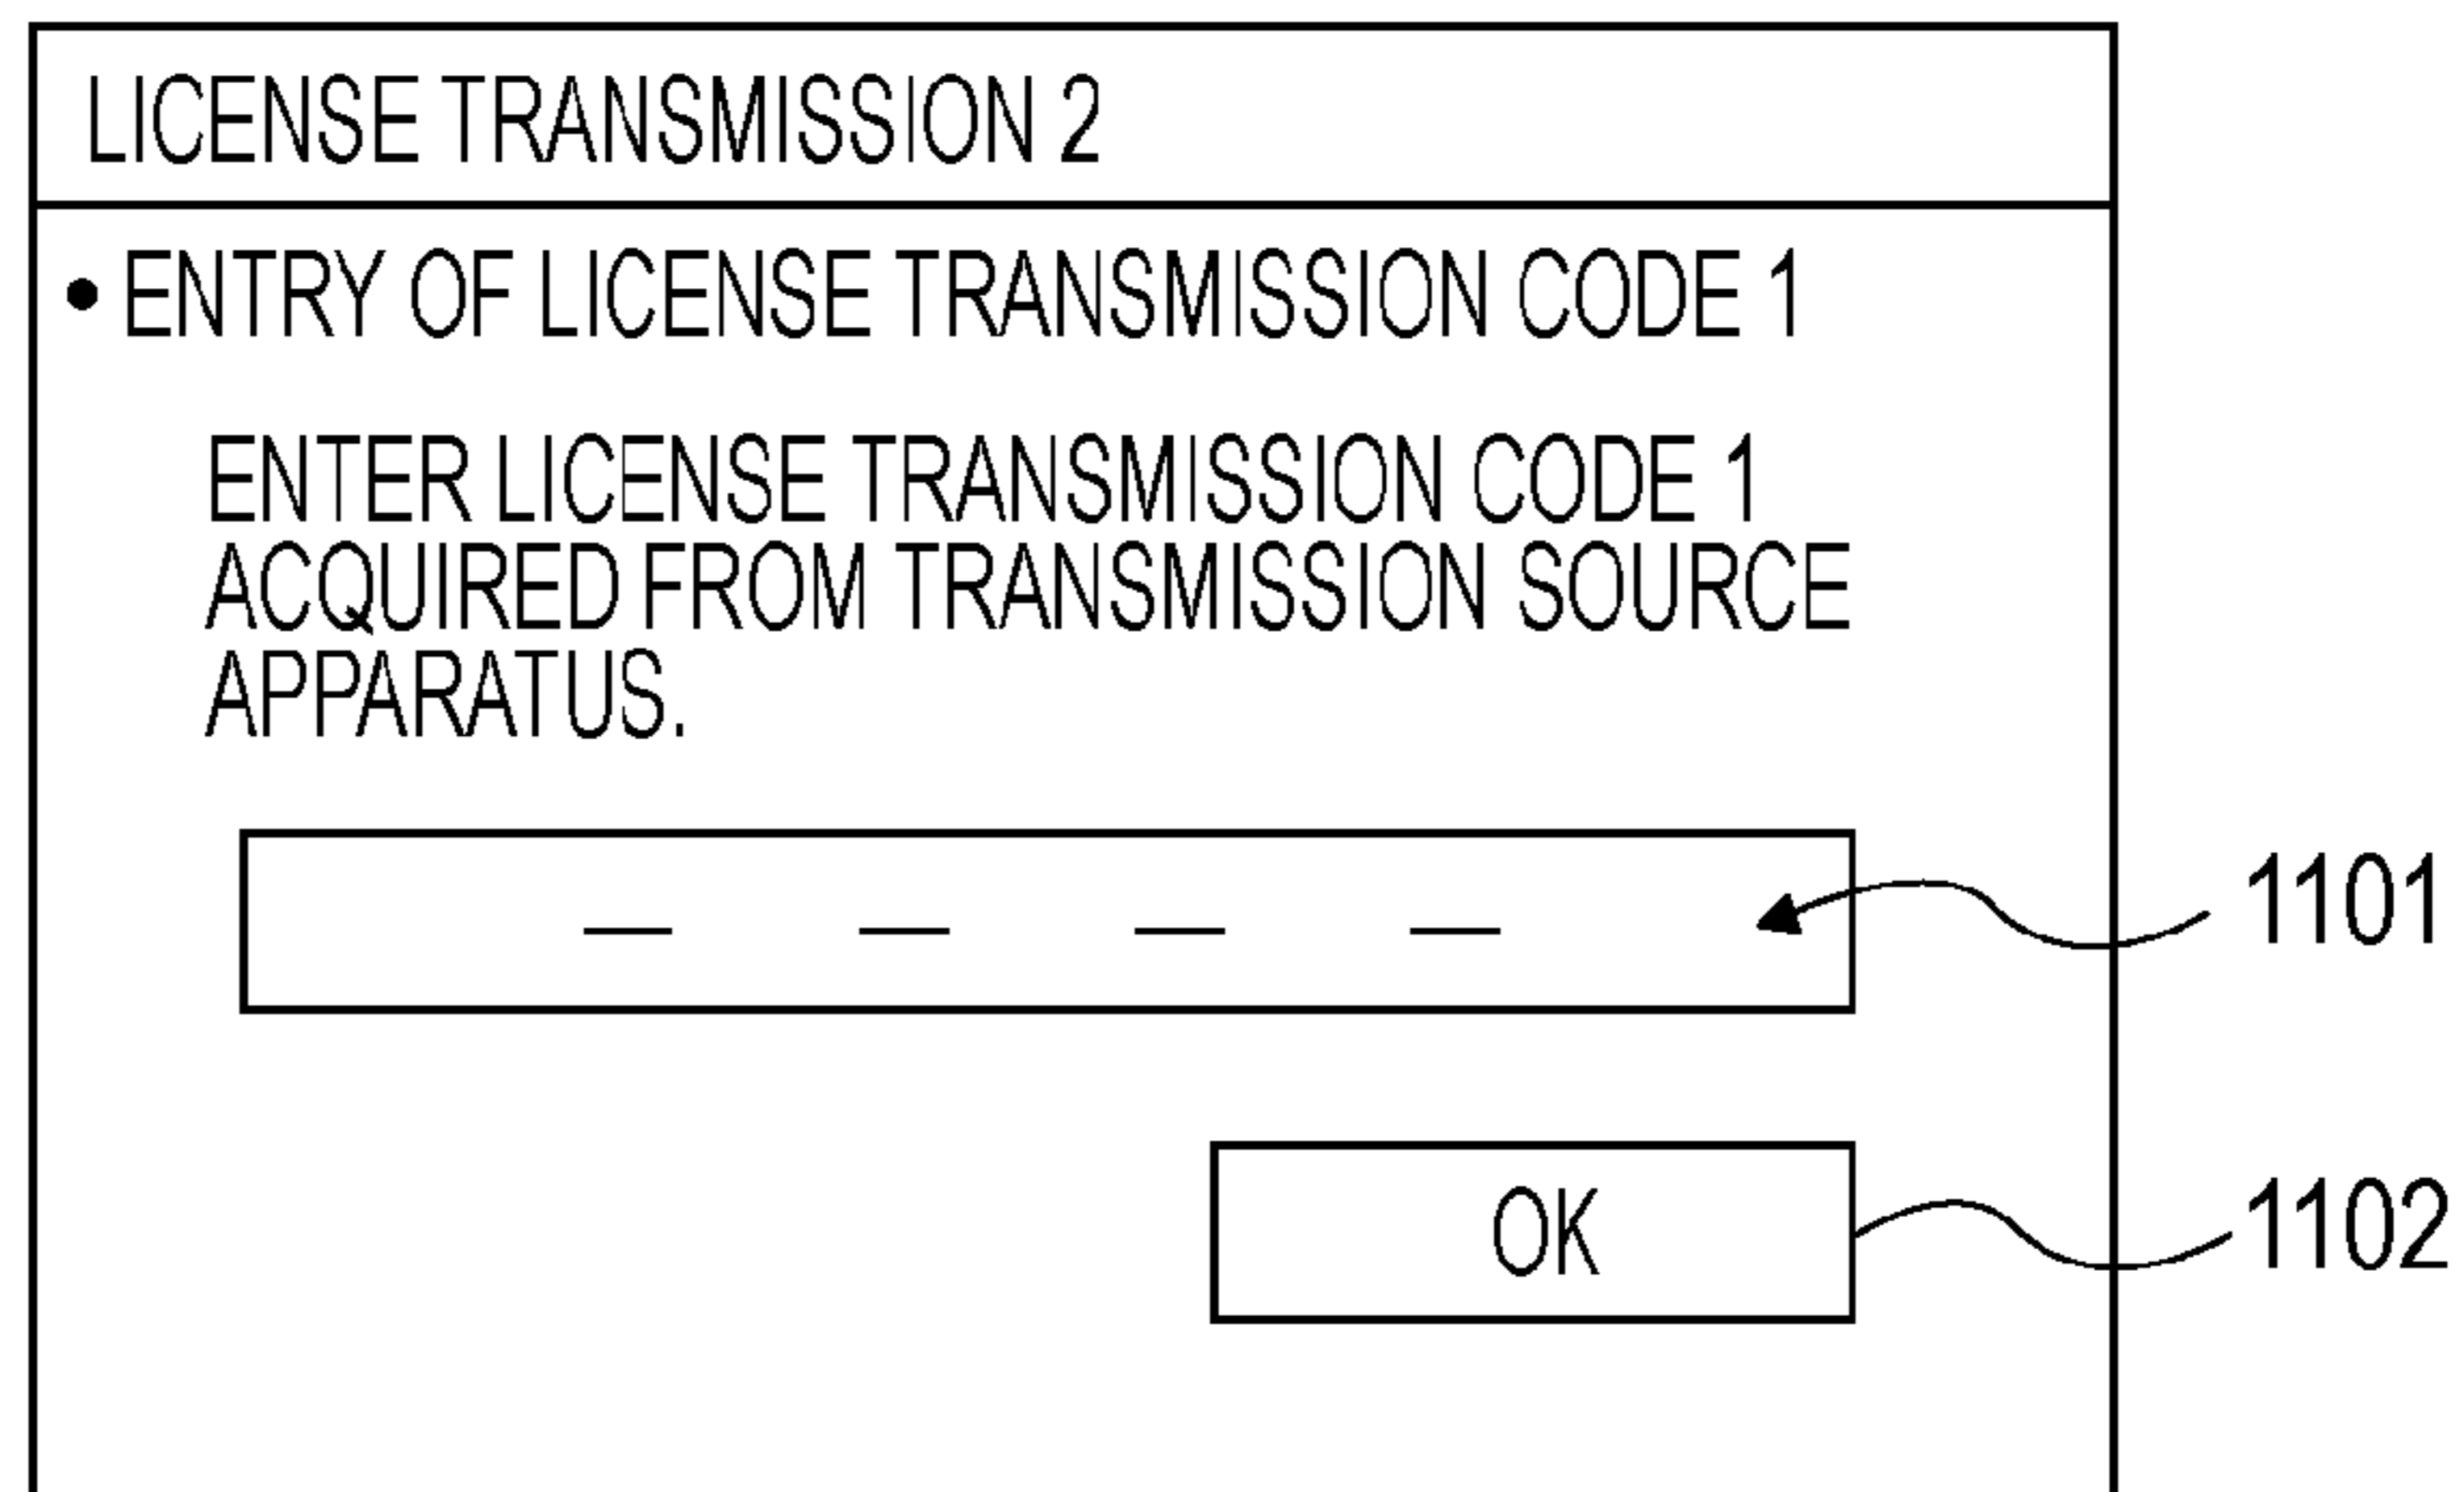 LICENSE TRANSMISSION 2
• ENTRY OF LICENSE TRANSMISSION CODE 1
ENTER LICENSE TRANSMISSION CODE 1
ACQUIRED FROM TRANSMISSION SOURCE
APPARATUS.
— — — —
1101
OK
1102